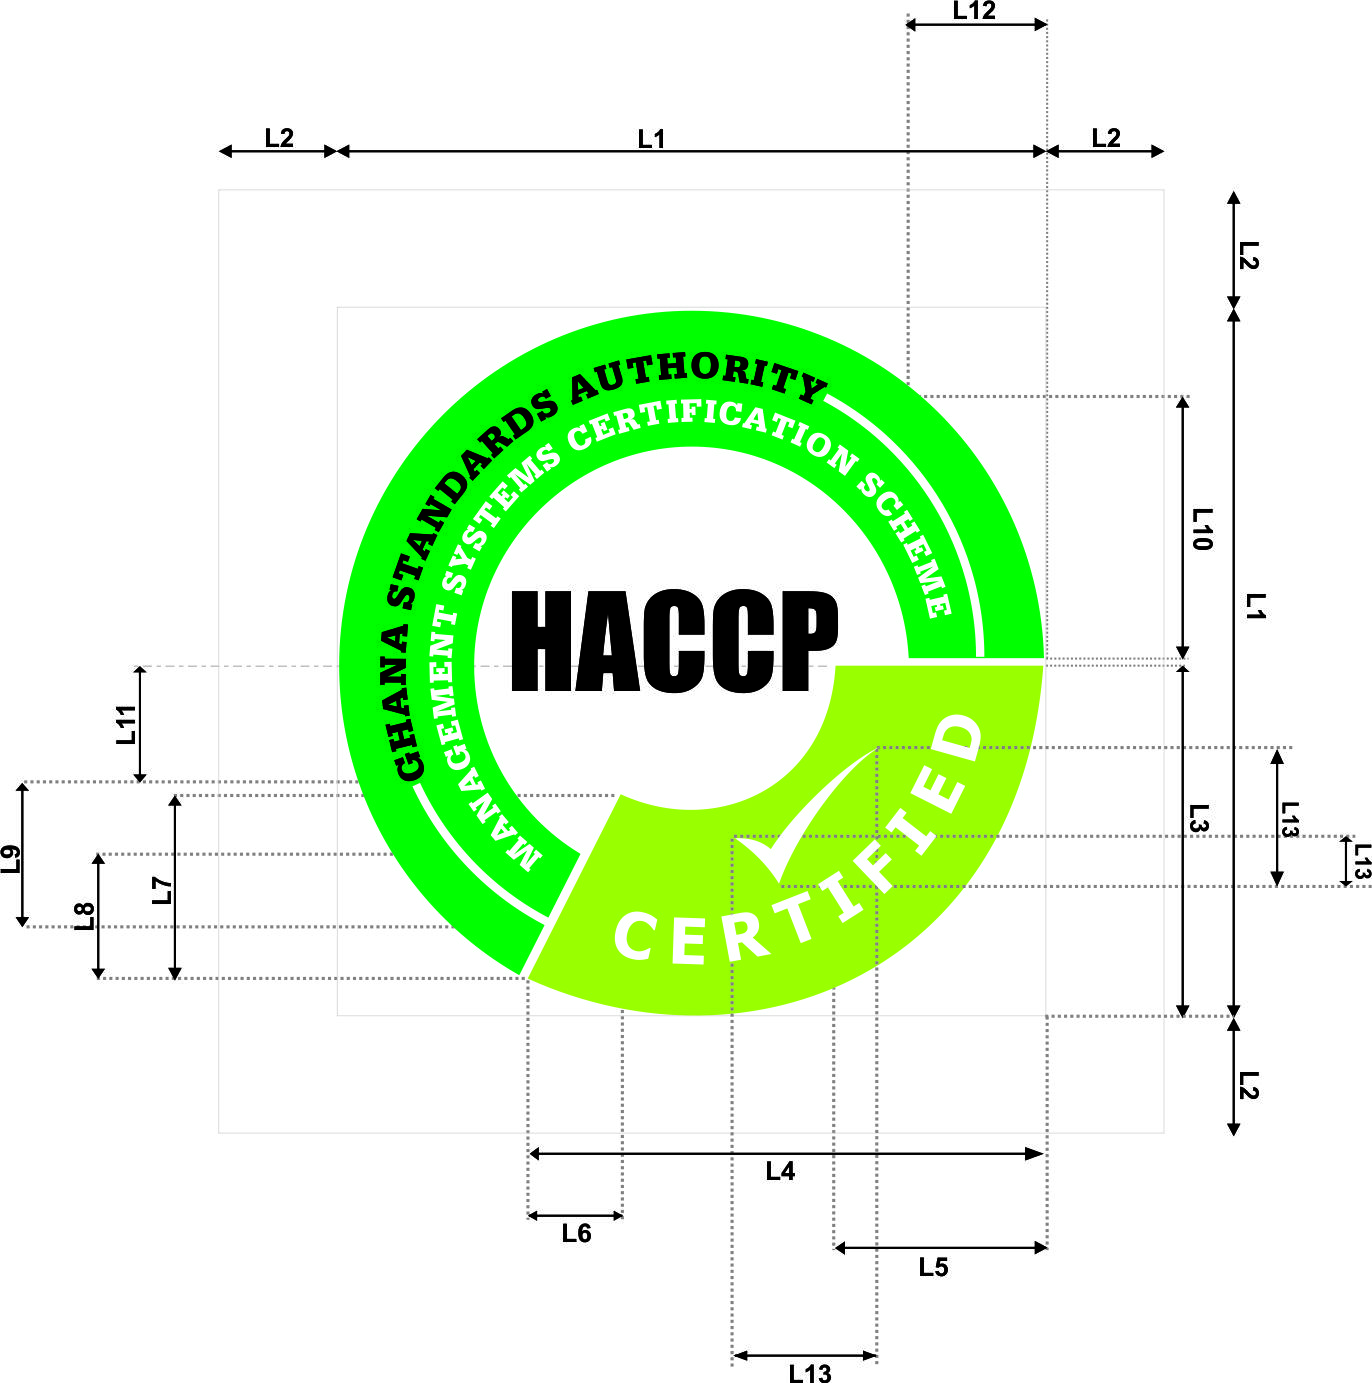 L12
L2
L1
L2
L2
GHANA STANDARDS AUTHORITY
MANAGEMENT SYSTEMS CERTIFICATION SCHEME
L10
HACCP
L1
L11
CERTIFIED
L3
L13
L13
L9
L7
L8
L2
L4
L6
L5
L13